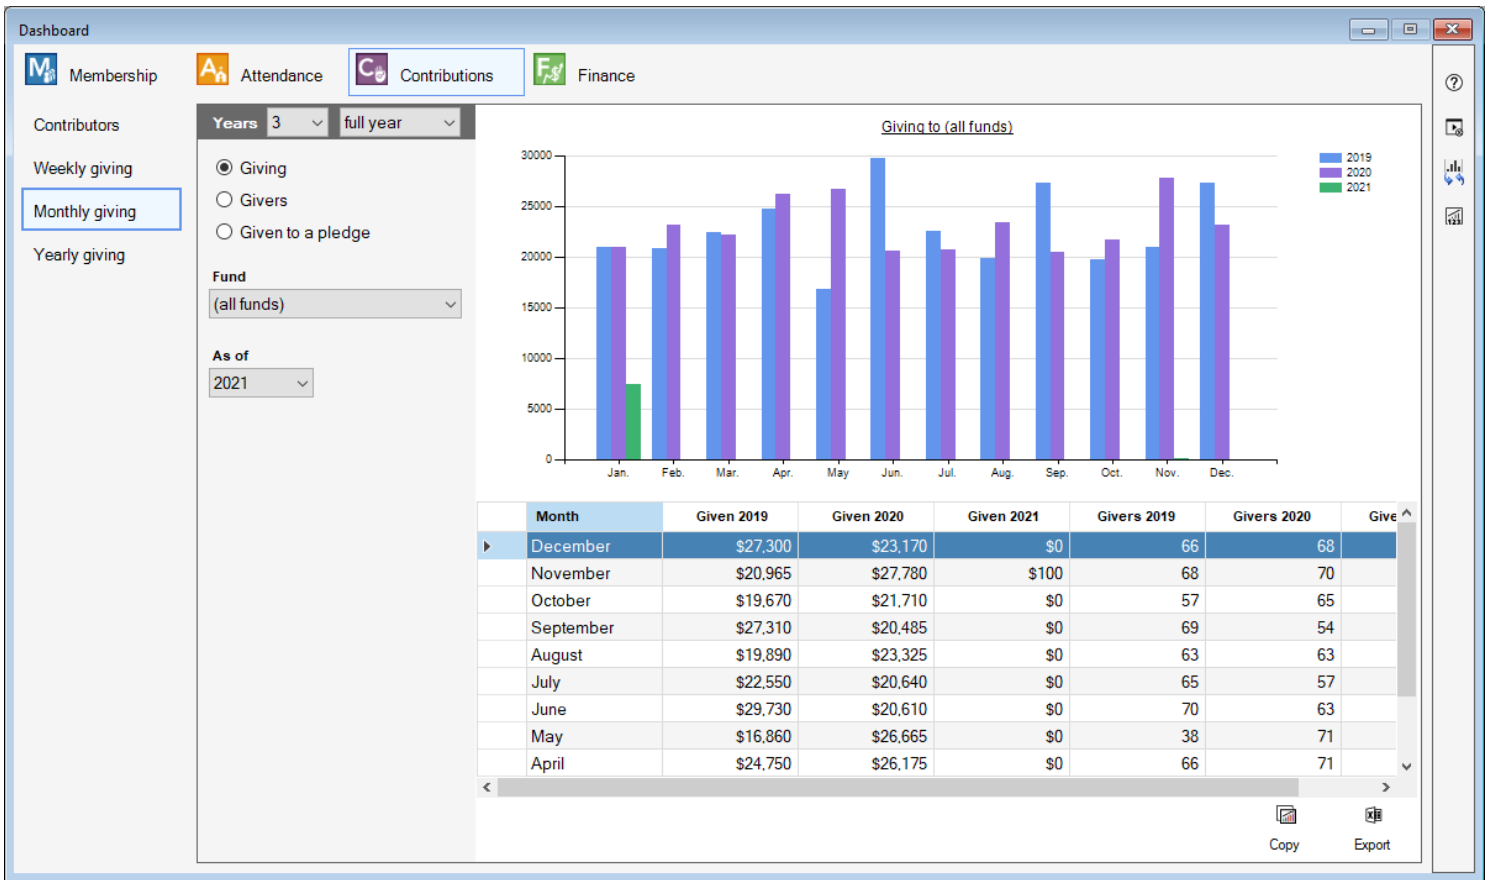 Dashboard
Membership
Attendance
Contributions
Finance
Contributors
Weekly giving
Monthly giving
Yearly giving
Years 3 full year
Giving
Givers
Given to a pledge
Fund
(all funds)
As of
2021
Giving to (all funds)
2019
2020
2021
30000
25000
20000
15000
10000
5000
0
Jan. Feb. Mar. Apr. May Jun. Jul. Aug. Sep. Oct. Nov. Dec.
Month Given 2019 Given 2020 Given 2021 Givers 2019 Givers 2020 Give
December $27,300 $23,170 $0 66 68
November $20,965 $27,780 $100 68 70
October $19,670 $21,710 $0 57 65
September $27,310 $20,485 $0 69 54
August $19,890 $23,325 $0 63 63
July $22,550 $20,640 $0 65 57
June $29,730 $20,610 $0 70 63
May $16,860 $26,665 $0 38 71
April $24,750 $26,175 $0 66 71
Copy
Export